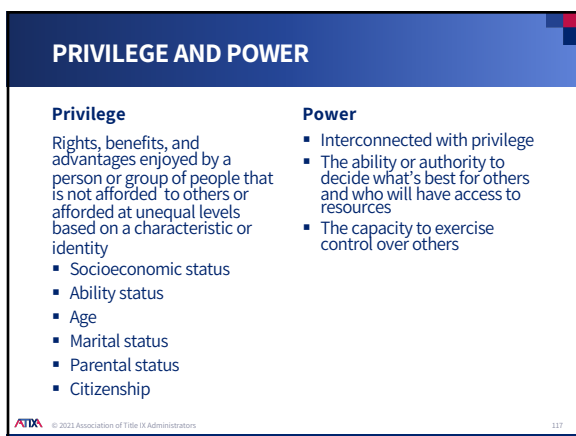 PRIVILEGE AND POWER
Privilege
Rights, benefits, and
advantages enjoyed by a
person or group of people that
is not afforded to others or
afforded at unequal levels
based on a characteristic or
identity
▪ Socioeconomic status
▪ Ability status
▪ Age
▪ Marital status
▪ Parental status
▪ Citizenship
Power
▪ Interconnected with privilege
▪ The ability or authority to
decide what's best for others
and who will have access to
resources
▪ The capacity to exercise
control over others
ATIXA © 2021 Association of Title IX Administrators
117